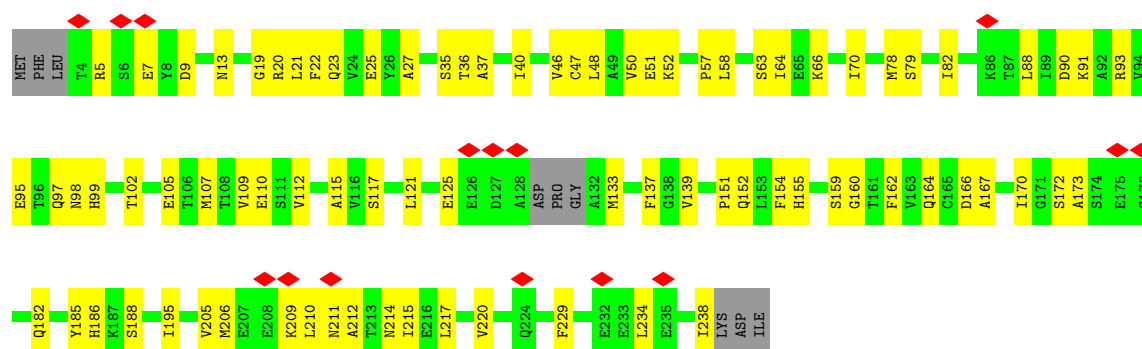 MET PHE LEU T4 R5 S6 E7 Y8 D9 N13 G19 R20 L21 F22 Q23 V24 E25 Y26 A27 S35 T36 A37 I40 V46 C47 L48 A49 V50 E51 K52 P57 L58 S63 I64 E65 K66 I70 M78 S79 I82 K86 T87 L88 I89 D90 K91 A92 R93 V94
E95 T96 Q97 N98 H99 T102 E105 T106 M107 T108 V109 E110 S111 V112 A115 V116 S117 L121 E125 E126 D127 A128 ASP PRO GLY A132 M133 F137 G138 V139 P151 Q152 L153 F154 H155 S159 G160 T161 F162 V163 Q164 C165 D166 A167 I170 G171 S172 A173 S174 E175
Q182 Y185 H186 K187 S188 I195 V205 M206 E207 E208 K209 L210 N211 A212 T213 N214 I215 E216 L217 V220 Q224 F229 E232 E233 L234 E235 I238 LYS ASP ILE